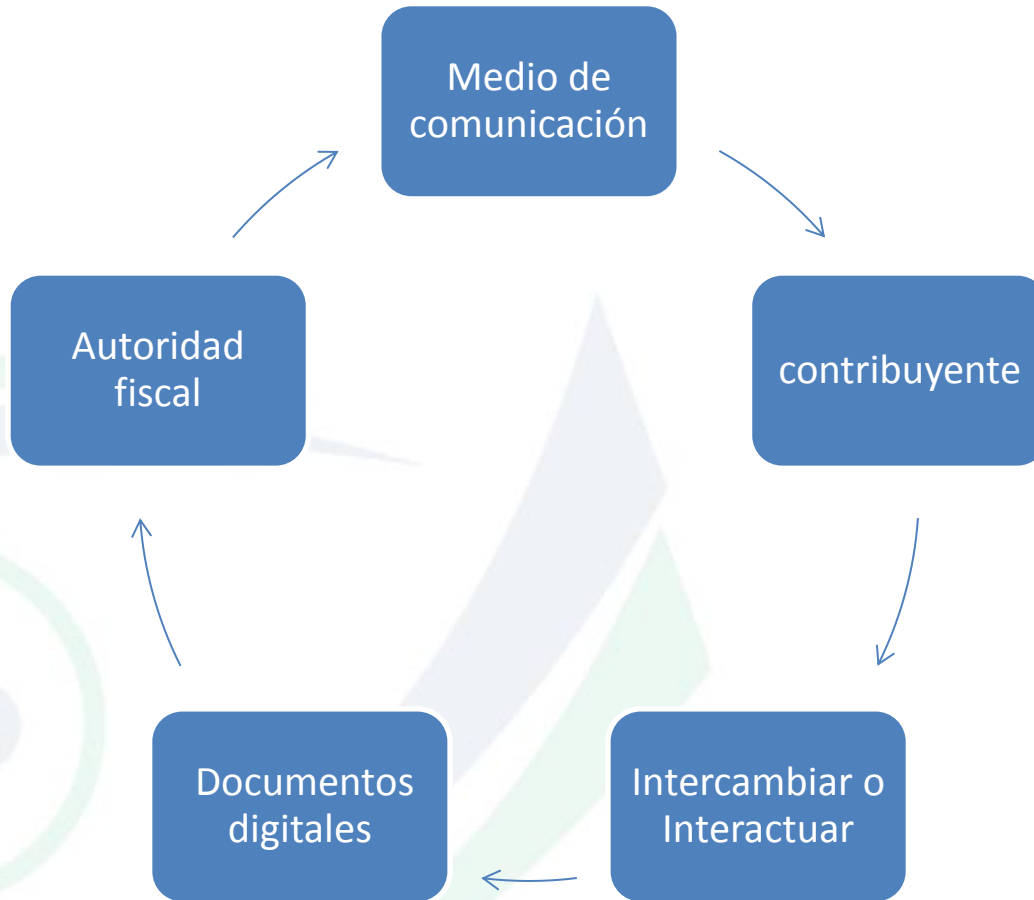 Medio de
comunicación
contribuyente
Intercambiar o
Interactuar
Documentos
digitales
Autoridad
fiscal